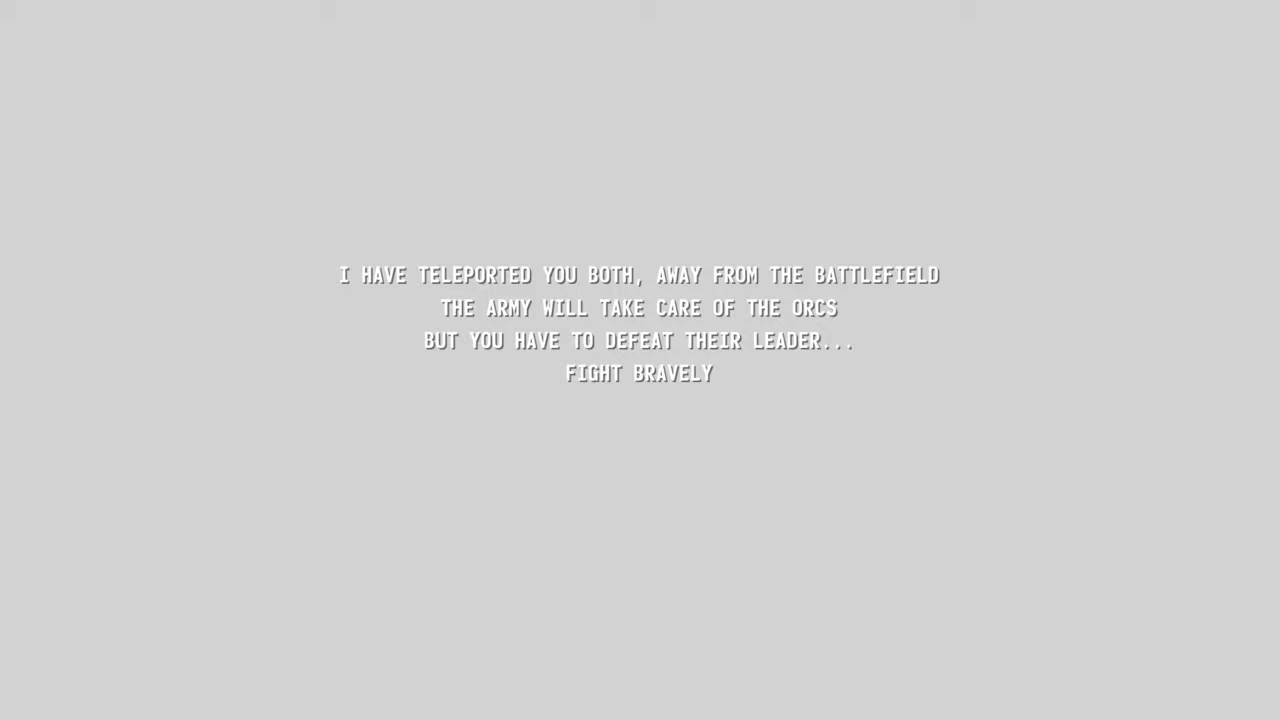 I HAVE TELEPORTED YOU BOTH, AWAY FROM THE BATTLEFIELD
THE ARMY WILL TAKE CARE OF THE ORCS
BUT YOU HAVE TO DEFEAT THEIR LEADER...
FIGHT BRAVELY